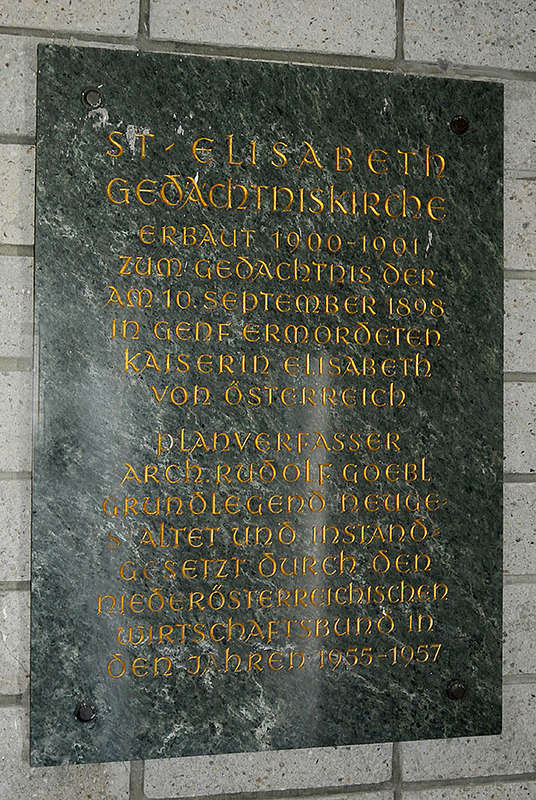 ST. ELISABETH
GEDÄCHTNISKIRCHE
ERBAUT 1900-1901
ZUM GEDÄCHTNIS DER
AM 10. SEPTEMBER 1898
IN GENF ERMORDETEN
KAISERIN ELISABETH
VON ÖSTERREICH
PLANVERFASSER
ARCH. RUDOLF GOEBL
GRUNDLEGEND NEUGE-
STALTET UND INSTAND-
GESETZT DURCH DEN
NIEDERÖSTERREICHISCHEN
WIRTSCHAFTSBUND IN
DEN JAHREN 1955-1957